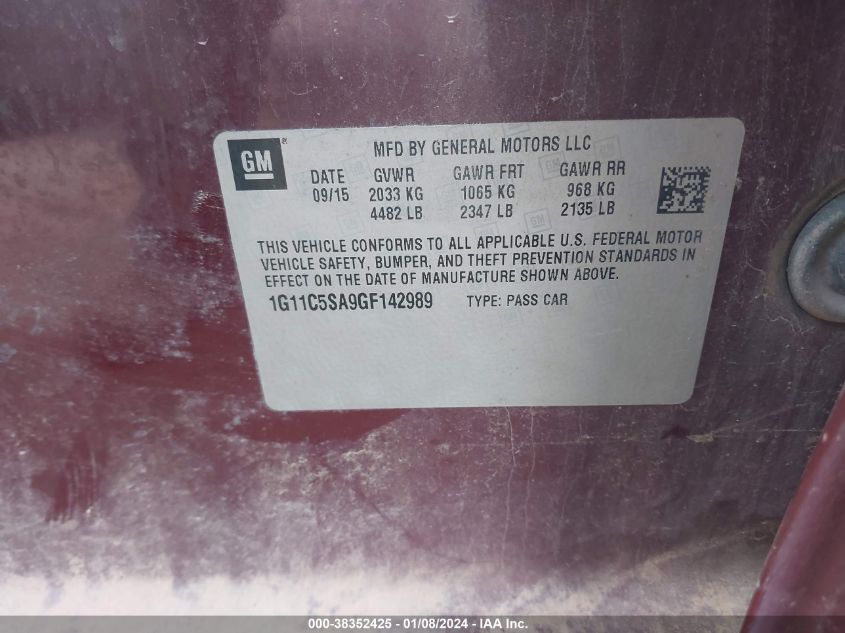 GM
MFD BY GENERAL MOTORS LLC
DATE GVWR GAWR FRT GAWR RR
09/15 2033 KG 1065 KG 968 KG
4482 LB 2347 LB 2135 LB
THIS VEHICLE CONFORMS TO ALL APPLICABLE U.S. FEDERAL MOTOR
VEHICLE SAFETY, BUMPER, AND THEFT PREVENTION STANDARDS IN
EFFECT ON THE DATE OF MANUFACTURE SHOWN ABOVE.
1G11C5SA9GF142989 TYPE: PASS CAR
000-38352425 - 01/08/2024 - IAA Inc.